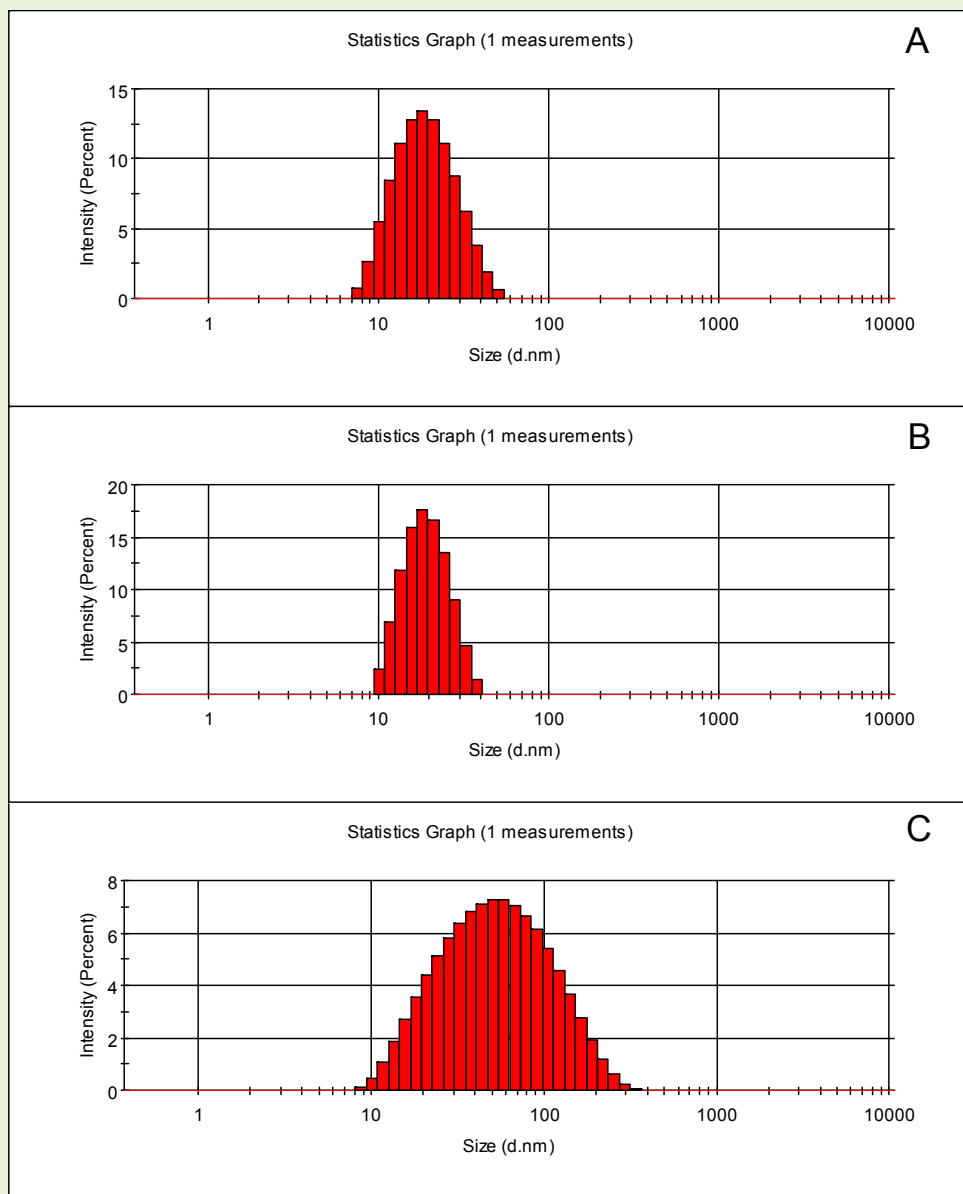 Statistics Graph (1 measurements)
A
15
10
5
0
Intensity (Percent)
1 10 100 1000 10000
Size (d.nm)
Statistics Graph (1 measurements)
B
20
15
10
5
0
Intensity (Percent)
1 10 100 1000 10000
Size (d.nm)
Statistics Graph (1 measurements)
C
8
6
4
2
0
Intensity (Percent)
1 10 100 1000 10000
Size (d.nm)